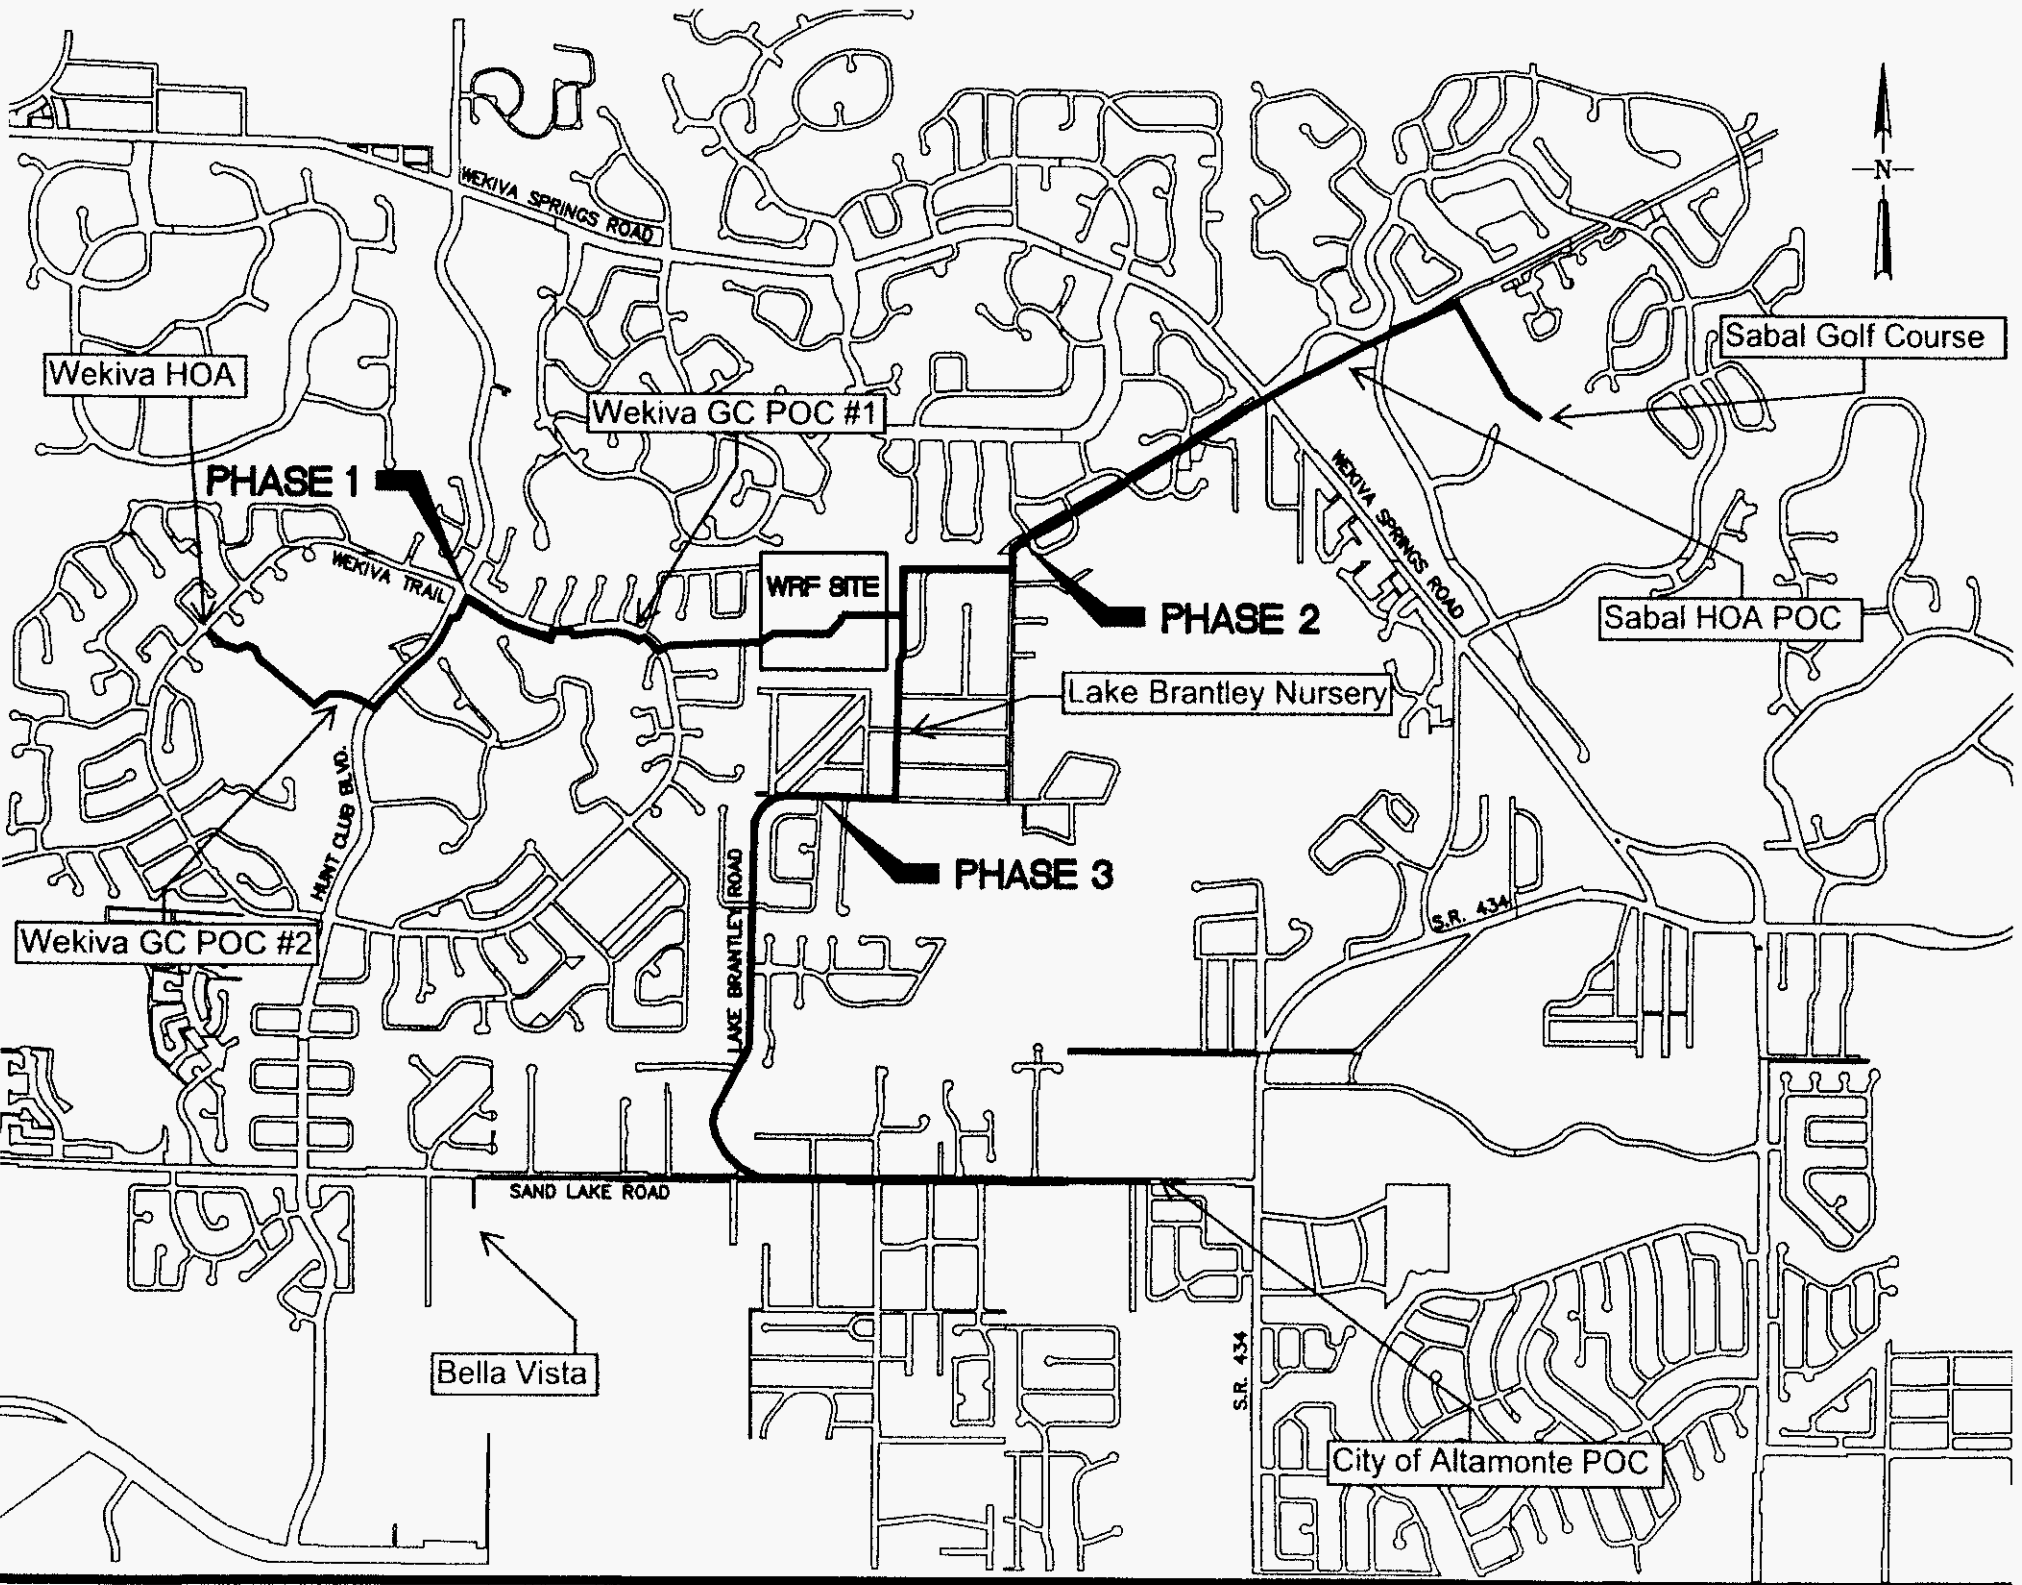 N
WEKIVA SPRINGS ROAD
Sabal Golf Course
Wekiva HOA
Wekiva GC POC #1
PHASE 1
WEKIVA SPRINGS ROAD
WEKIVA TRAIL
WRF SITE
PHASE 2
Sabal HOA POC
Lake Brantley Nursery
HUNT CLUB BLVD.
PHASE 3
LAKE BRANTLEY ROAD
S.R. 434
Wekiva GC POC #2
SAND LAKE ROAD
Bella Vista
S.R. 434
City of Altamonte POC